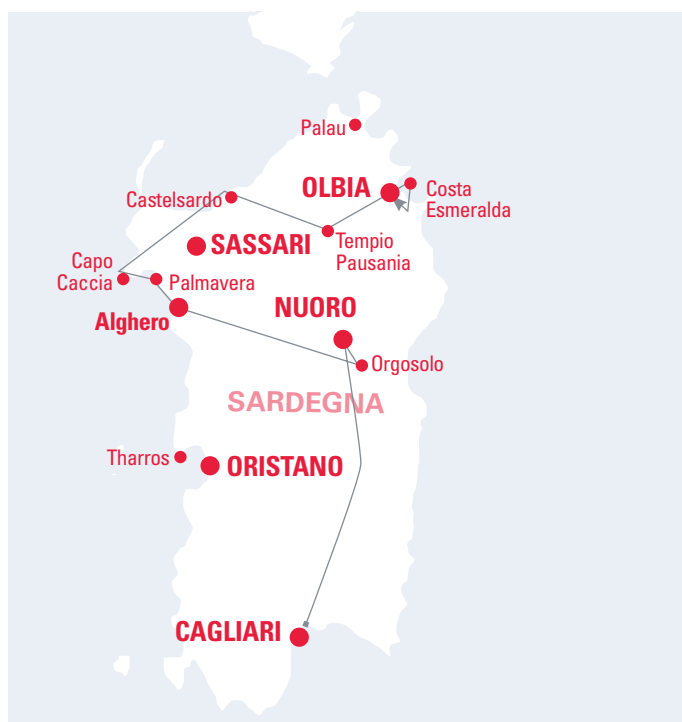 Palau
OLBIA
Costa
Esmeralda
Castelsardo
SASSARI
Tempio
Pausania
Capo
Caccia
Palmavera
NUORO
Alghero
Orgosolo
SARDEGNA
Tharros
ORISTANO
CAGLIARI